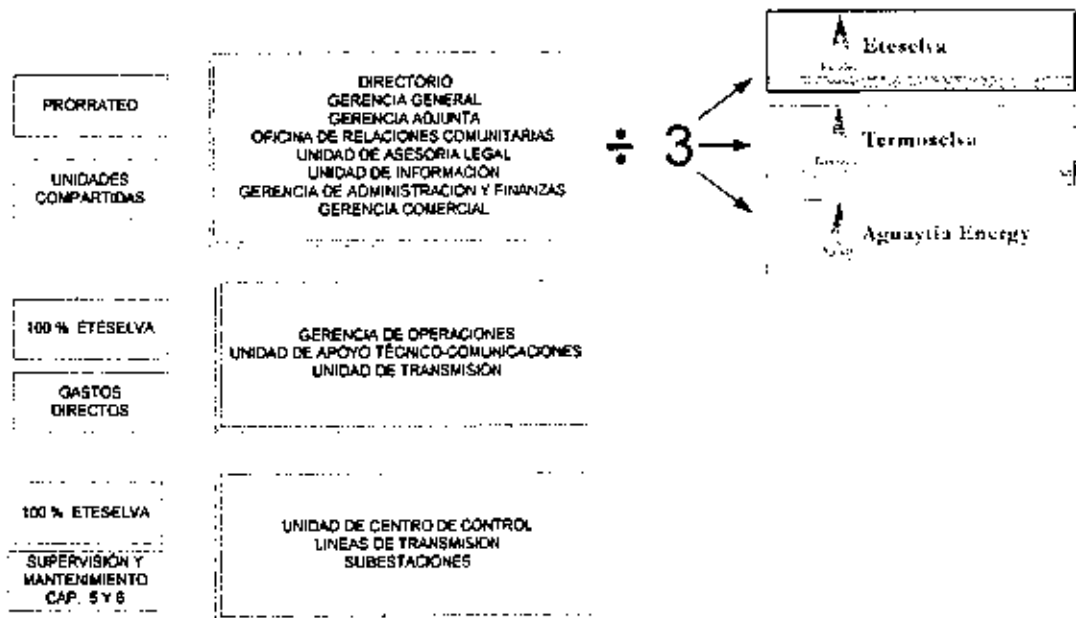 PRORRATEO
UNIDADES
COMPARTIDAS
DIRECTORIO
GERENCIA GENERAL
GERENCIA ADJUNTA
OFICINA DE RELACIONES COMUNITARIAS
UNIDAD DE ASESORIA LEGAL
UNIDAD DE INFORMACIÓN
GERENCIA DE ADMINISTRACION Y FINANZAS
GERENCIA COMERCIAL
÷ 3
Eteselva
Termoselva
Aguaytia Energy
100 % ETESELVA
GASTOS
DIRECTOS
GERENCIA DE OPERACIONES
UNIDAD DE APOYO TÉCNICO-COMUNICACIONES
UNIDAD DE TRANSMISIÓN
100 % ETESELVA
SUPERVISIÓN Y
MANTENIMIENTO
CAP. 5 Y 6
UNIDAD DE CENTRO DE CONTROL
LINEAS DE TRANSMISION
SUBESTACIONES